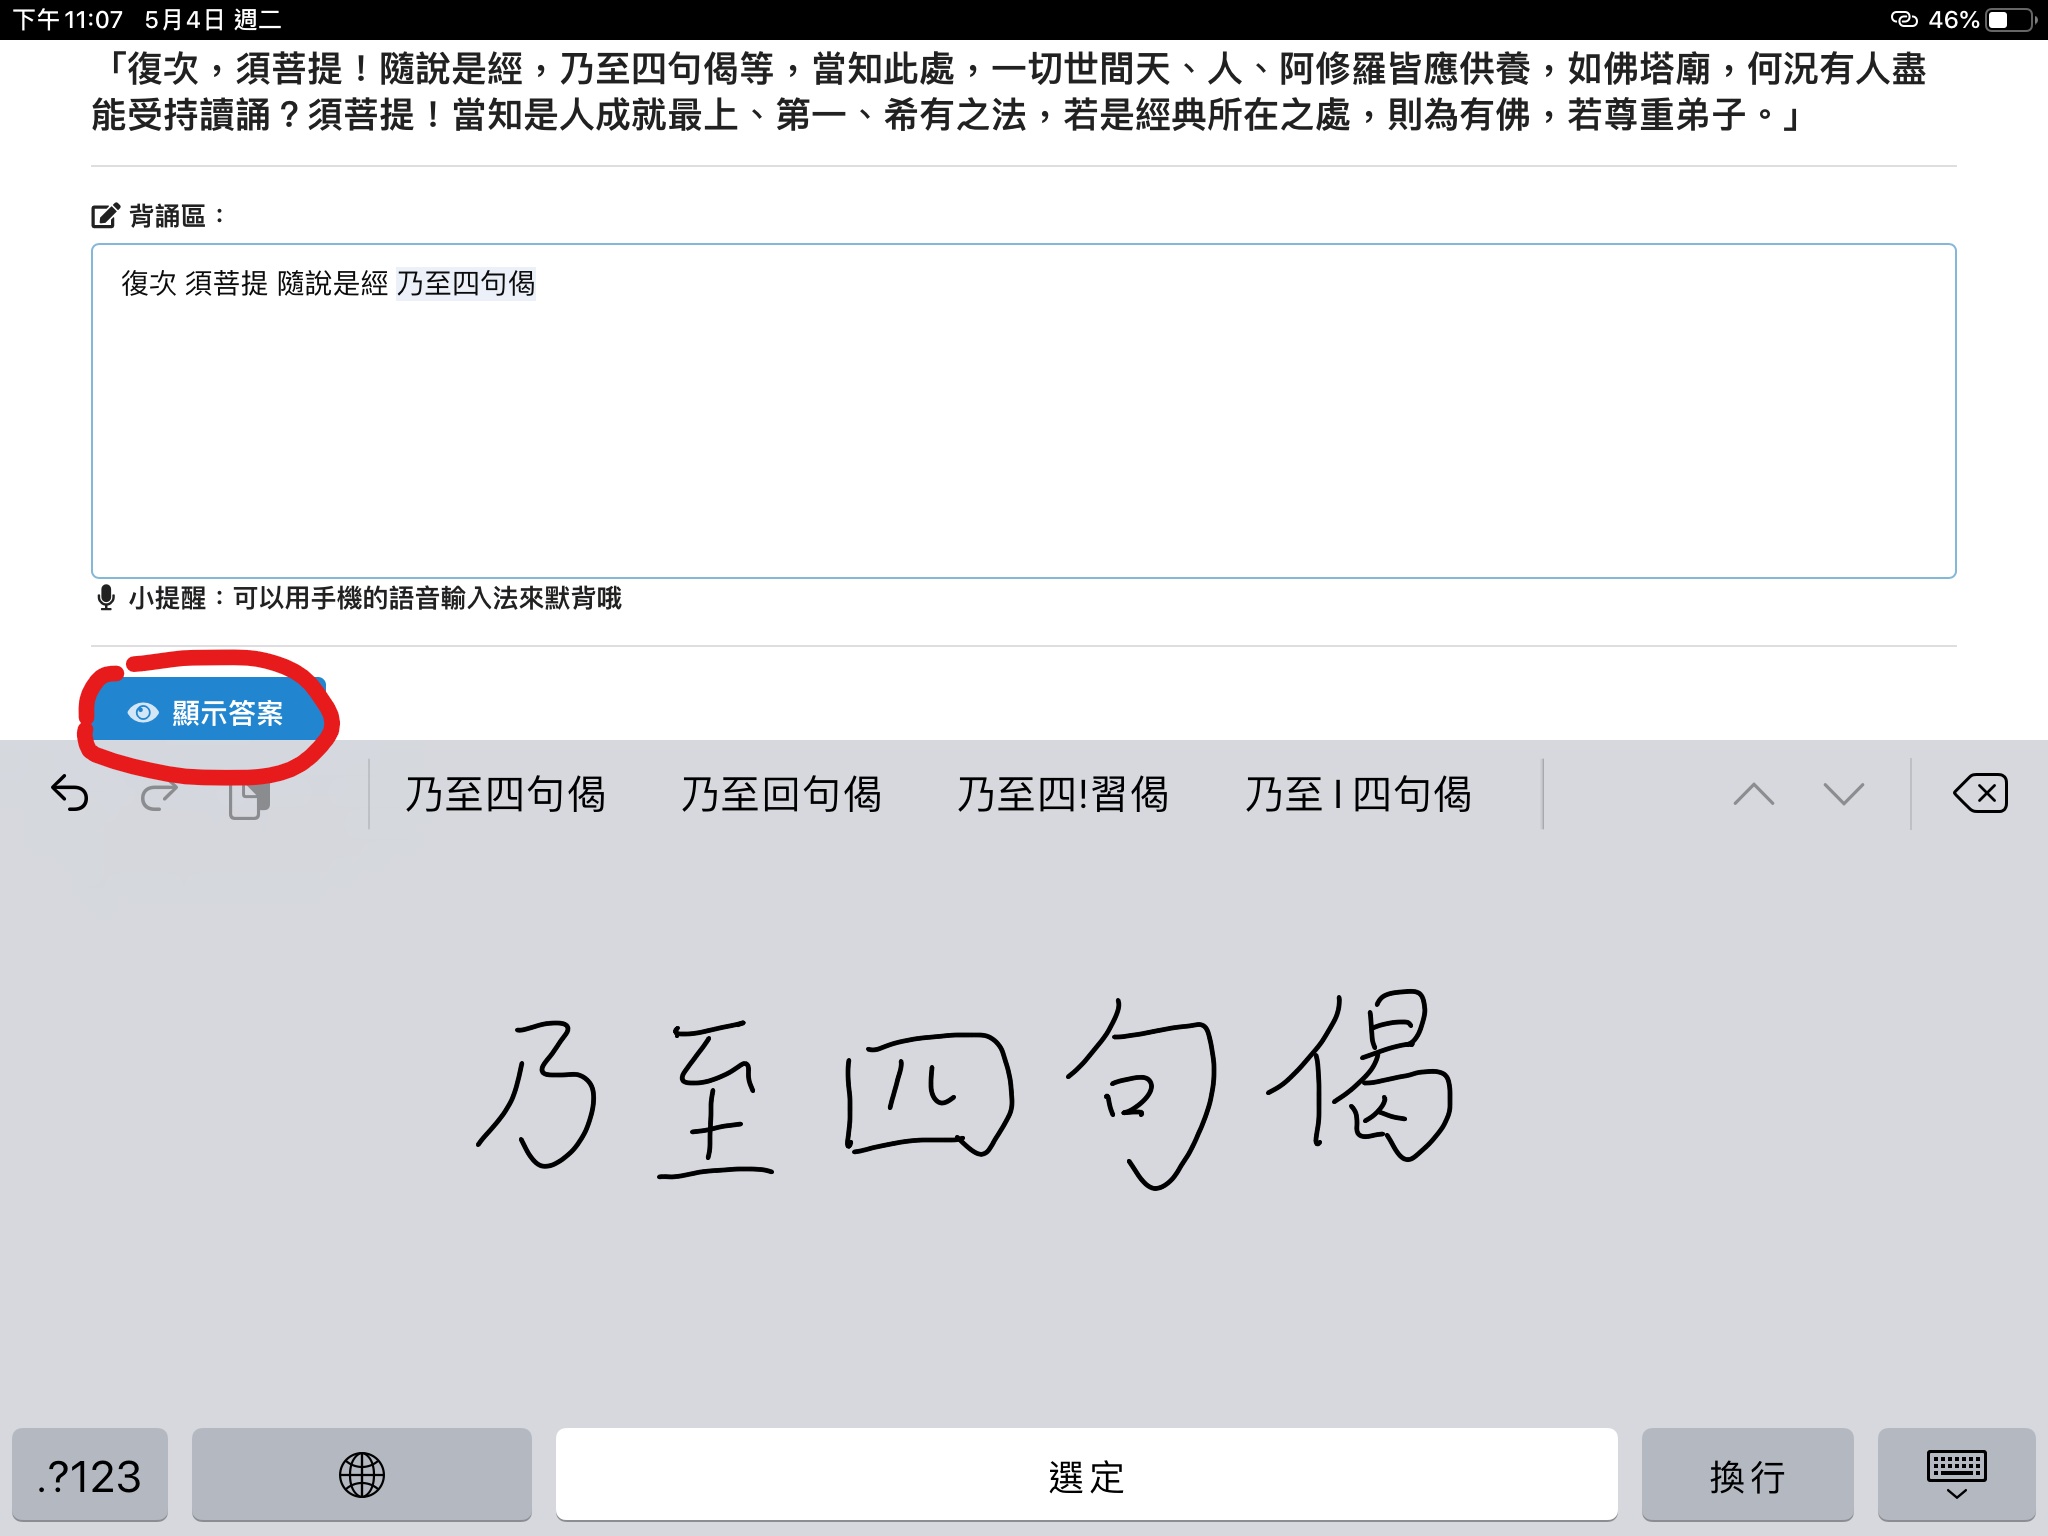 下午11:07 5月4日 週二 46%
「復次，須菩提！隨說是經，乃至四句偈等，當知此處，一切世間天、人、阿修羅皆應供養，如佛塔廟，何況有人盡
能受持讀誦？須菩提！當知是人成就最上、第一、希有之法，若是經典所在之處，則為有佛，若尊重弟子。」
背誦區：
復次 須菩提 隨說是經 乃至四句偈
小提醒：可以用手機的語音輸入法來默背哦
顯示答案
乃至四句偈 乃至回句偈 乃至四!習偈 乃至 I 四句偈
乃至四句偈
.?123 選定 換行